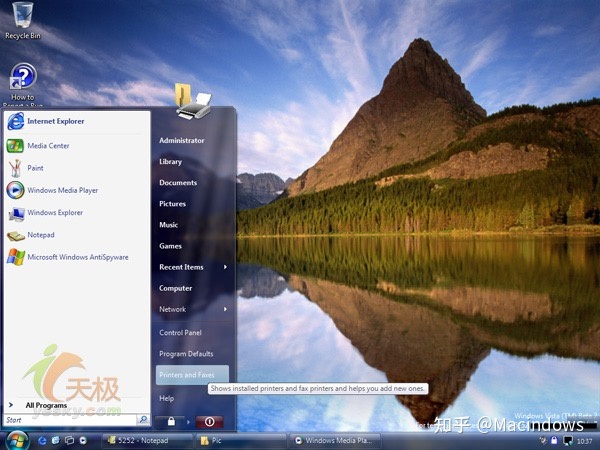 Recycle Bin
How to
Report a Bug
Internet Explorer
Media Center
Paint
Windows Media Player
Windows Explorer
Notepad
Microsoft Windows AntiSpyware
All Programs
Start
Administrator
Library
Documents
Pictures
Music
Games
Recent Items
Computer
Network
Control Panel
Program Defaults
Printers and Faxes
Shows installed printers and fax printers and helps you add new ones.
Help
天极
yesky.com
Windows Vista (TM) Beta
For te
知乎 @Macindows
5252 - Notepad
Pic
Windows Media Pla...
10:37